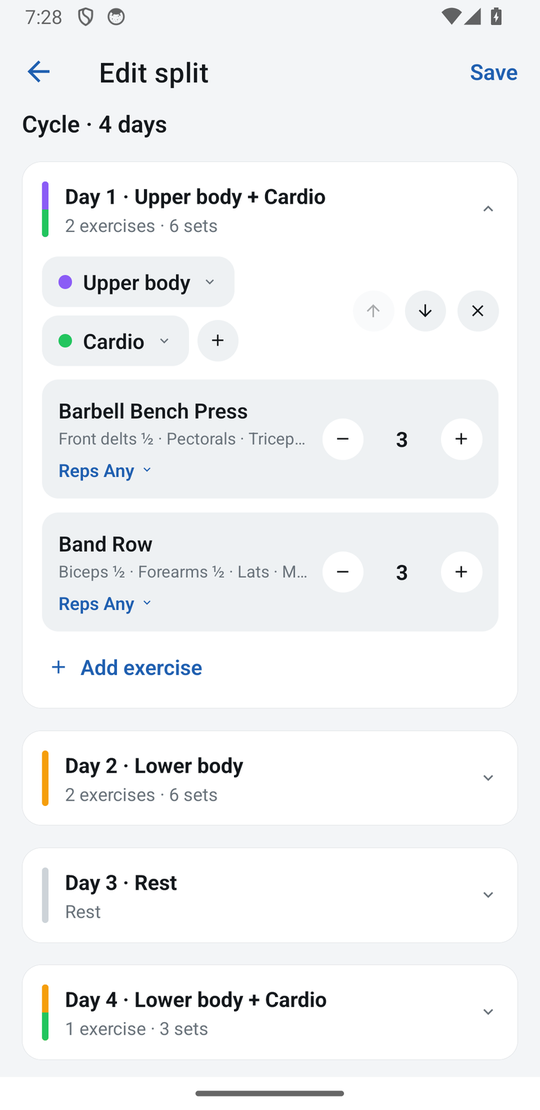 7:28
Edit split
Save
Cycle · 4 days
Day 1 · Upper body + Cardio
2 exercises · 6 sets
Upper body
Cardio
Barbell Bench Press
Front delts ½ · Pectorals · Tricep...
Reps Any
3
Band Row
Biceps ½ · Forearms ½ · Lats · M...
Reps Any
3
+ Add exercise
Day 2 · Lower body
2 exercises · 6 sets
Day 3 · Rest
Rest
Day 4 · Lower body + Cardio
1 exercise · 3 sets